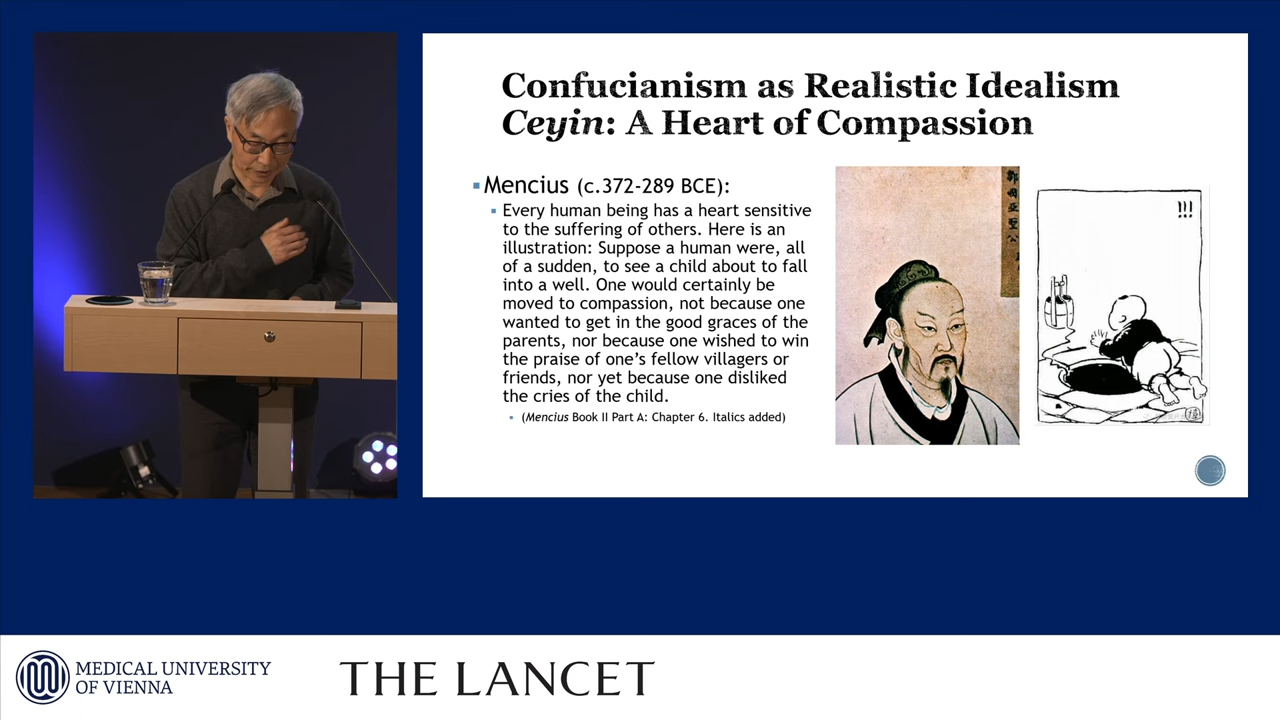 Confucianism as Realistic Idealism
Ceyin: A Heart of Compassion
Mencius (c.372-289 BCE):
Every human being has a heart sensitive
to the suffering of others. Here is an
illustration: Suppose a human were, all
of a sudden, to see a child about to fall
into a well. One would certainly be
moved to compassion, not because one
wanted to get in the good graces of the
parents, nor because one wished to win
the praise of one’s fellow villagers or
friends, nor yet because one disliked
the cries of the child.
(Mencius Book II Part A: Chapter 6. Italics added)
!!!
MEDICAL UNIVERSITY
OF VIENNA
THE LANCET